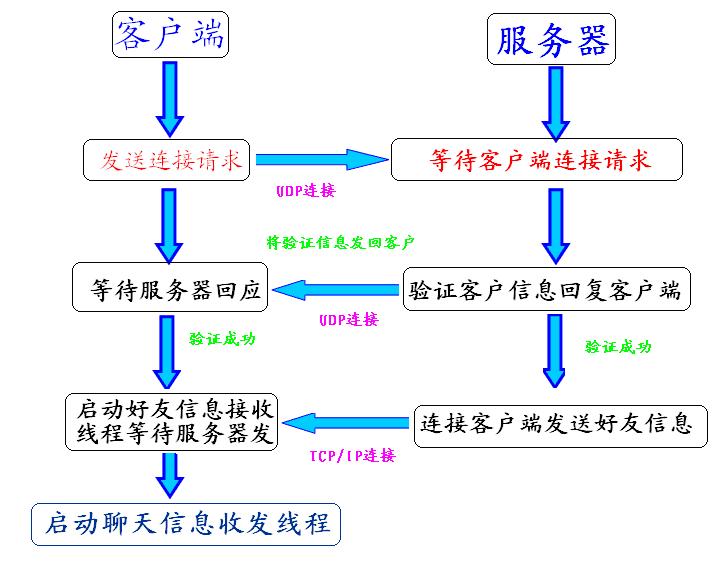 客户端
服务器
发送连接请求
等待客户端连接请求
UDP连接
将验证信息发回客户
等待服务器回应
验证客户信息回复客户端
UDP连接
验证成功
验证成功
启动好友信息接收
线程等待服务器发
连接客户端发送好友信息
TCP/IP连接
启动聊天信息收发线程